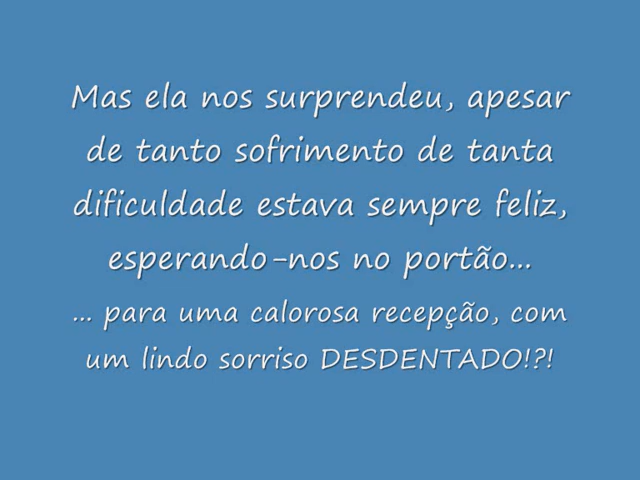 Mas ela nos surprendeu, apesar
de tanto sofrimento de tanta
dificuldade estava sempre feliz,
esperando-nos no portão...
... para uma calorosa recepção, com
um lindo sorriso DESDENTADO!?!